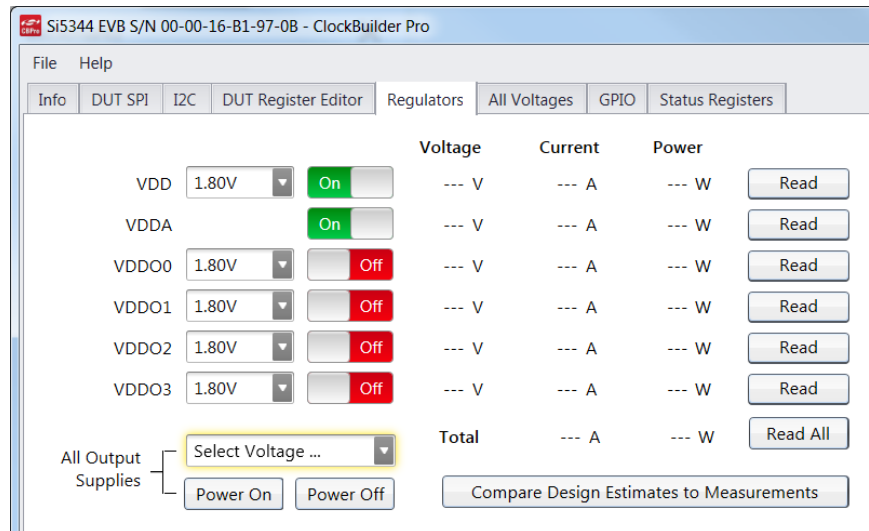 CBPro Si5344 EVB S/N 00-00-16-B1-97-0B - ClockBuilder Pro
File Help
Info DUT SPI I2C DUT Register Editor Regulators All Voltages GPIO Status Registers
Voltage Current Power
VDD 1.80V On --- V --- A --- W Read
VDDA On --- V --- A --- W Read
VDDO0 1.80V Off --- V --- A --- W Read
VDDO1 1.80V Off --- V --- A --- W Read
VDDO2 1.80V Off --- V --- A --- W Read
VDDO3 1.80V Off --- V --- A --- W Read
All Output Supplies Select Voltage ... Total --- A --- W Read All
Power On Power Off Compare Design Estimates to Measurements